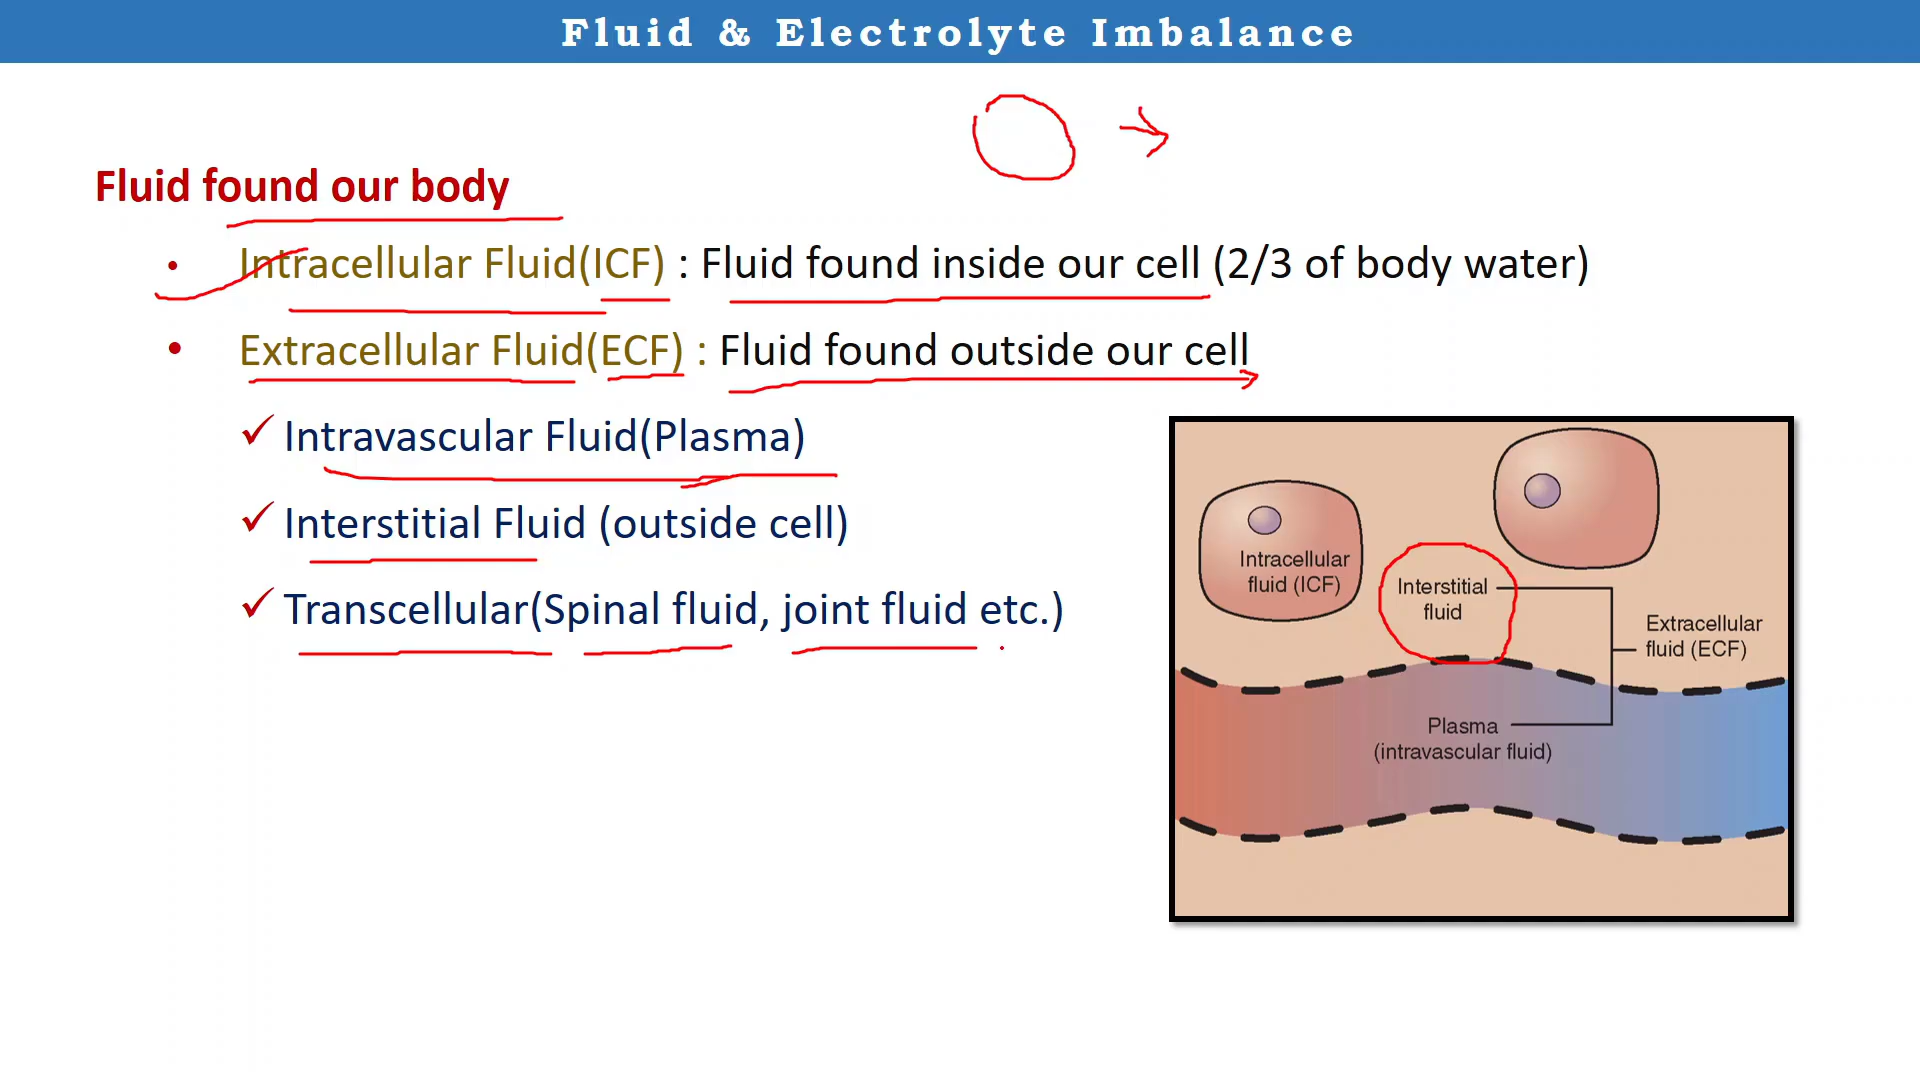 Fluid & Electrolyte Imbalance
Fluid found our body
• Intracellular Fluid(ICF) : Fluid found inside our cell (2/3 of body water)
• Extracellular Fluid(ECF) : Fluid found outside our cell
✓ Intravascular Fluid(Plasma)
✓ Interstitial Fluid (outside cell)
✓ Transcellular(Spinal fluid, joint fluid etc.)
Intracellular
fluid (ICF)
Interstitial
fluid
Extracellular
fluid (ECF)
Plasma
(intravascular fluid)